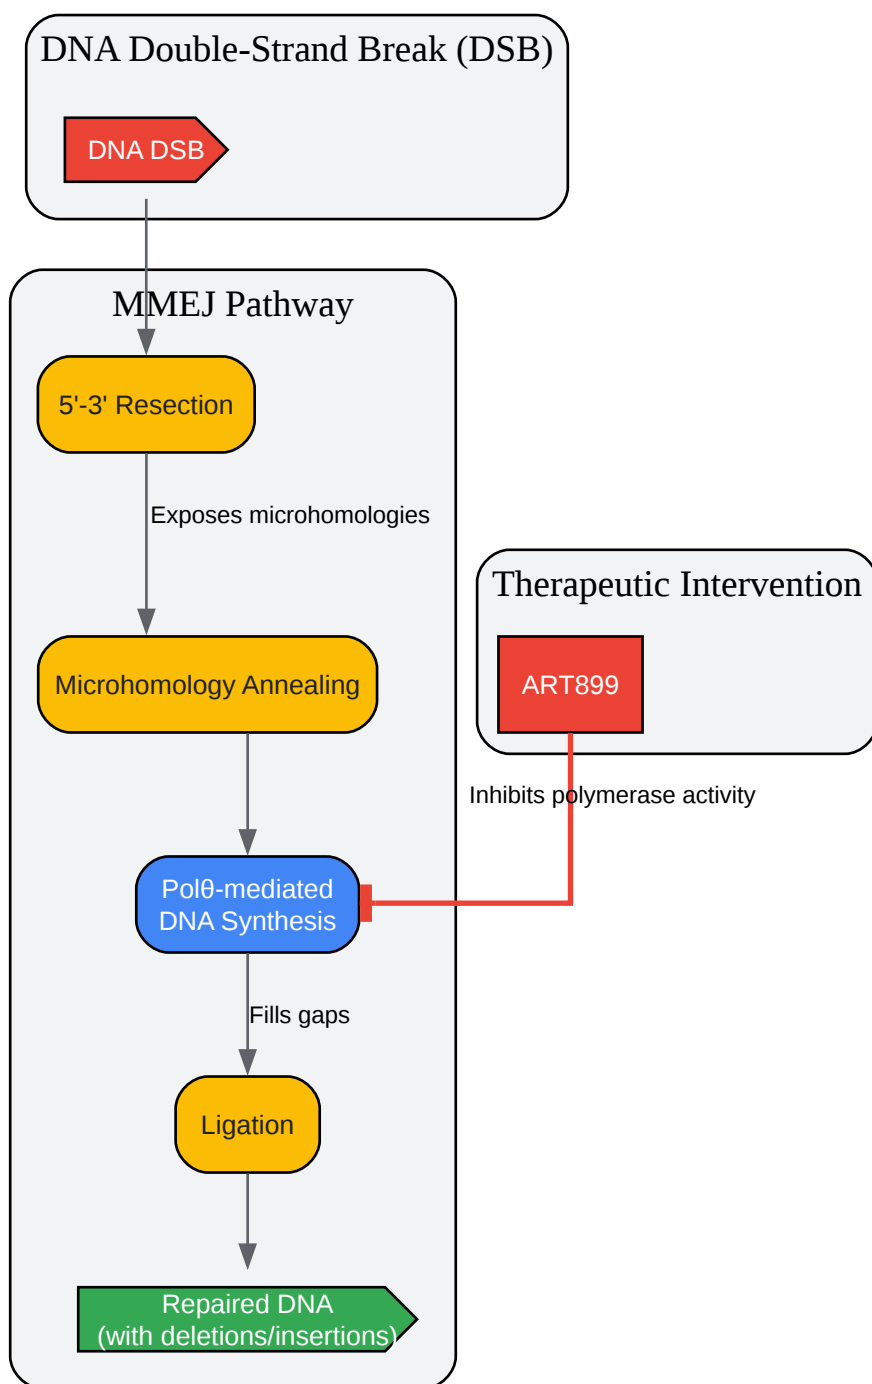 DNA Double-Strand Break (DSB)
DNA DSB
MMEJ Pathway
5'-3' Resection
Exposes microhomologies
Therapeutic Intervention
Microhomology Annealing
ART899
Inhibits polymerase activity
Polθ-mediated
DNA Synthesis
Fills gaps
Ligation
Repaired DNA
(with deletions/insertions)